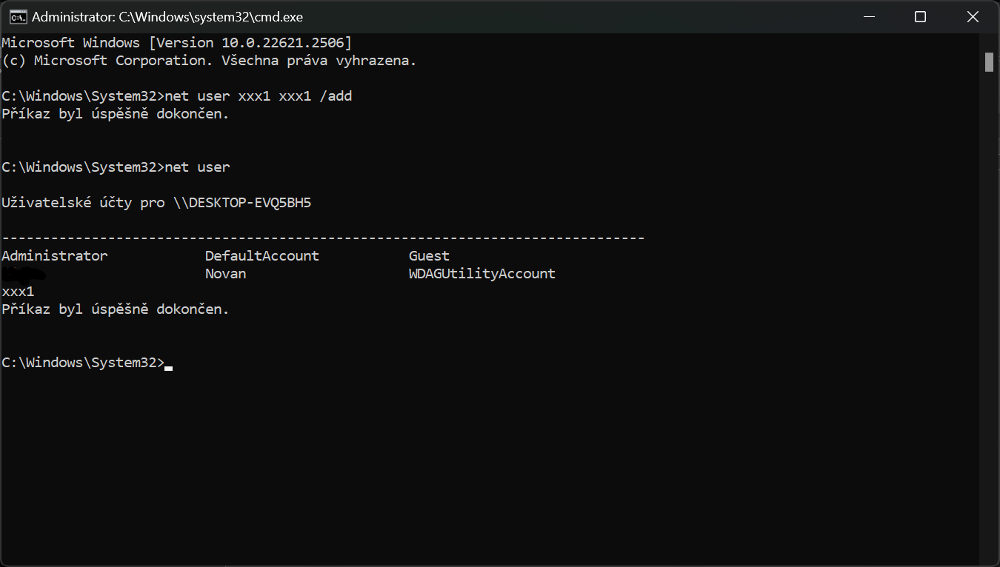 Administrator: C:\Windows\system32\cmd.exe
Microsoft Windows [Version 10.0.22621.2506]
(c) Microsoft Corporation. Všechna práva vyhrazena.
C:\Windows\System32>net user xxx1 xxx1 /add
Příkaz byl úspěšně dokončen.
C:\Windows\System32>net user
Uživatelské účty pro \\DESKTOP-EVQ5BH5
-------------------------------------------------------------------------------
Administrator            DefaultAccount           Guest
Novan                    WDAGUtilityAccount
xxx1
Příkaz byl úspěšně dokončen.
C:\Windows\System32>